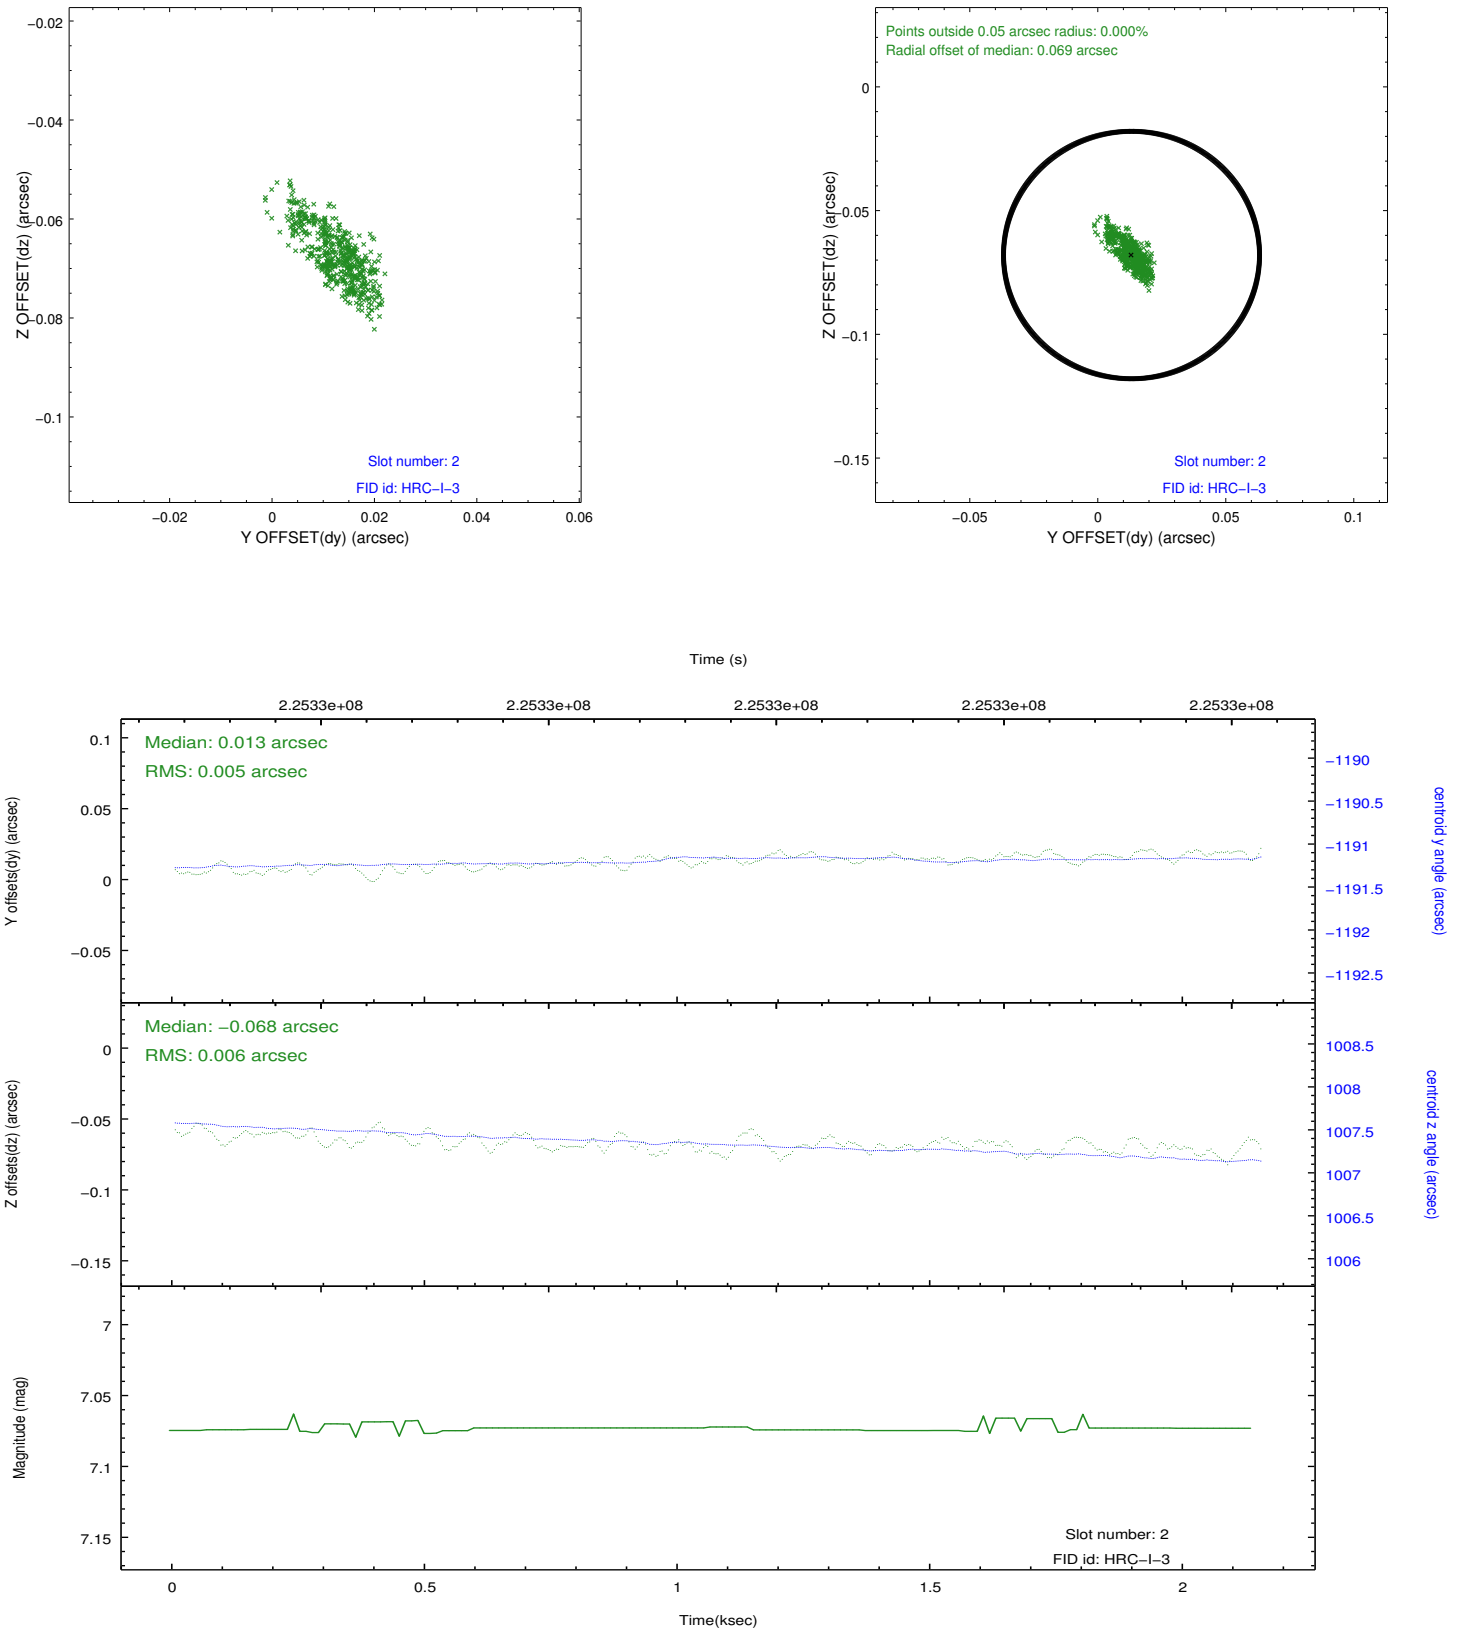 −0.02
−0.04
−0.06
−0.08
−0.1
Z OFFSET(dz) (arcsec)
Slot number: 2
FID id: HRC−I−3
−0.02 0 0.02 0.04 0.06
Y OFFSET(dy) (arcsec)
Points outside 0.05 arcsec radius: 0.000%
Radial offset of median: 0.069 arcsec
0
−0.05
−0.1
−0.15
Z OFFSET(dz) (arcsec)
Slot number: 2
FID id: HRC−I−3
−0.05 0 0.05 0.1
Y OFFSET(dy) (arcsec)
Time (s)
2.2533e+08 2.2533e+08 2.2533e+08 2.2533e+08 2.2533e+08
Median: 0.013 arcsec
RMS: 0.005 arcsec
0.1
0.05
0
−0.05
Y offsets(dy) (arcsec)
−1190
−1190.5
−1191
−1191.5
−1192
−1192.5
centroid y angle (arcsec)
Median: −0.068 arcsec
RMS: 0.006 arcsec
0
−0.05
−0.1
−0.15
Z offsets(dz) (arcsec)
1008.5
1008
1007.5
1007
1006.5
1006
centroid z angle (arcsec)
7
7.05
7.1
7.15
Magnitude (mag)
Slot number: 2
FID id: HRC−I−3
0 0.5 1 1.5 2
Time(ksec)